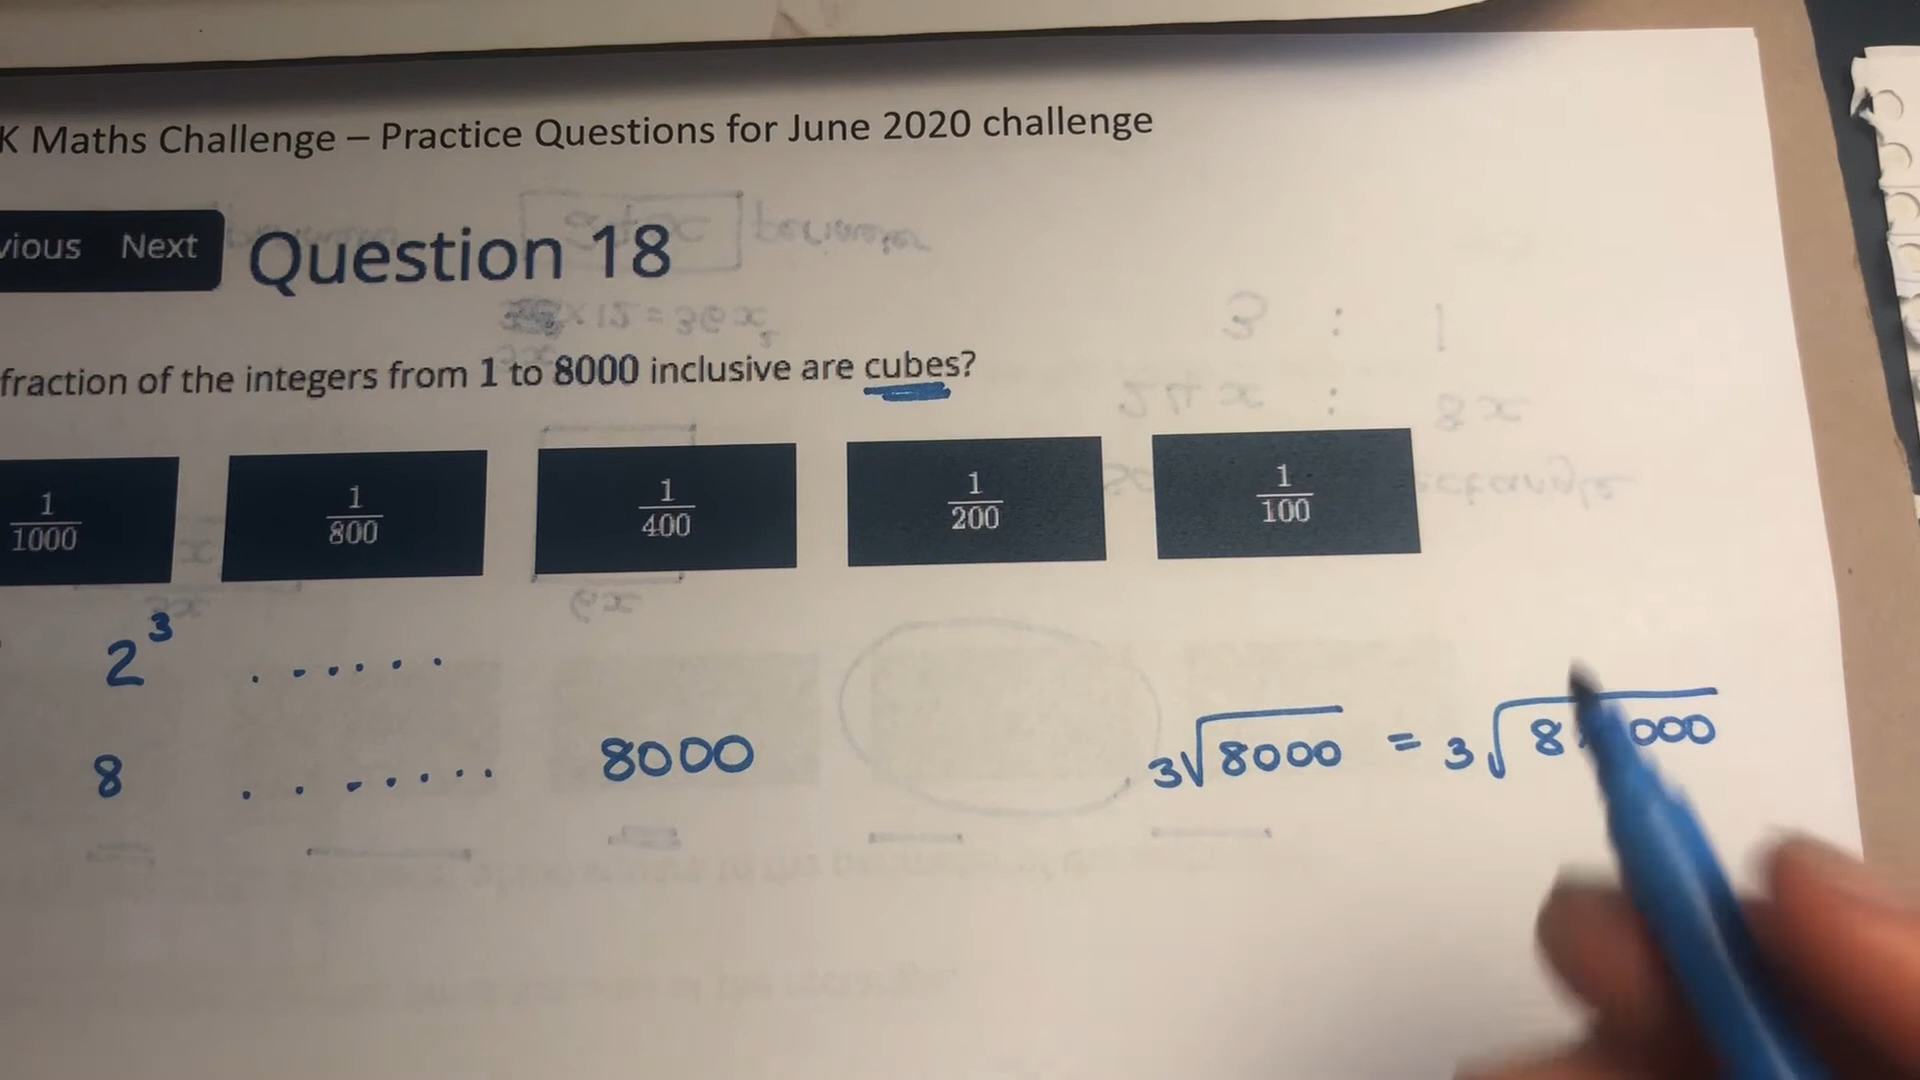 K Maths Challenge – Practice Questions for June 2020 challenge
vious Next Question 18
fraction of the integers from 1 to 8000 inclusive are cubes?
1/1000 1/800 1/400 1/200 1/100
2³ . . . . . .
8 . . . . . . . 8000 ³√8000 = ³√8 000